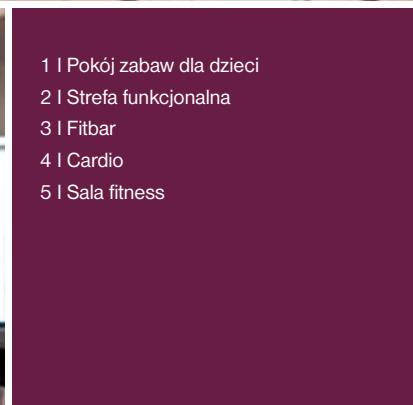 1 I Pokój zabaw dla dzieci
2 I Strefa funkcjonalna
3 I Fitbar
4 I Cardio
5 I Sala fitness